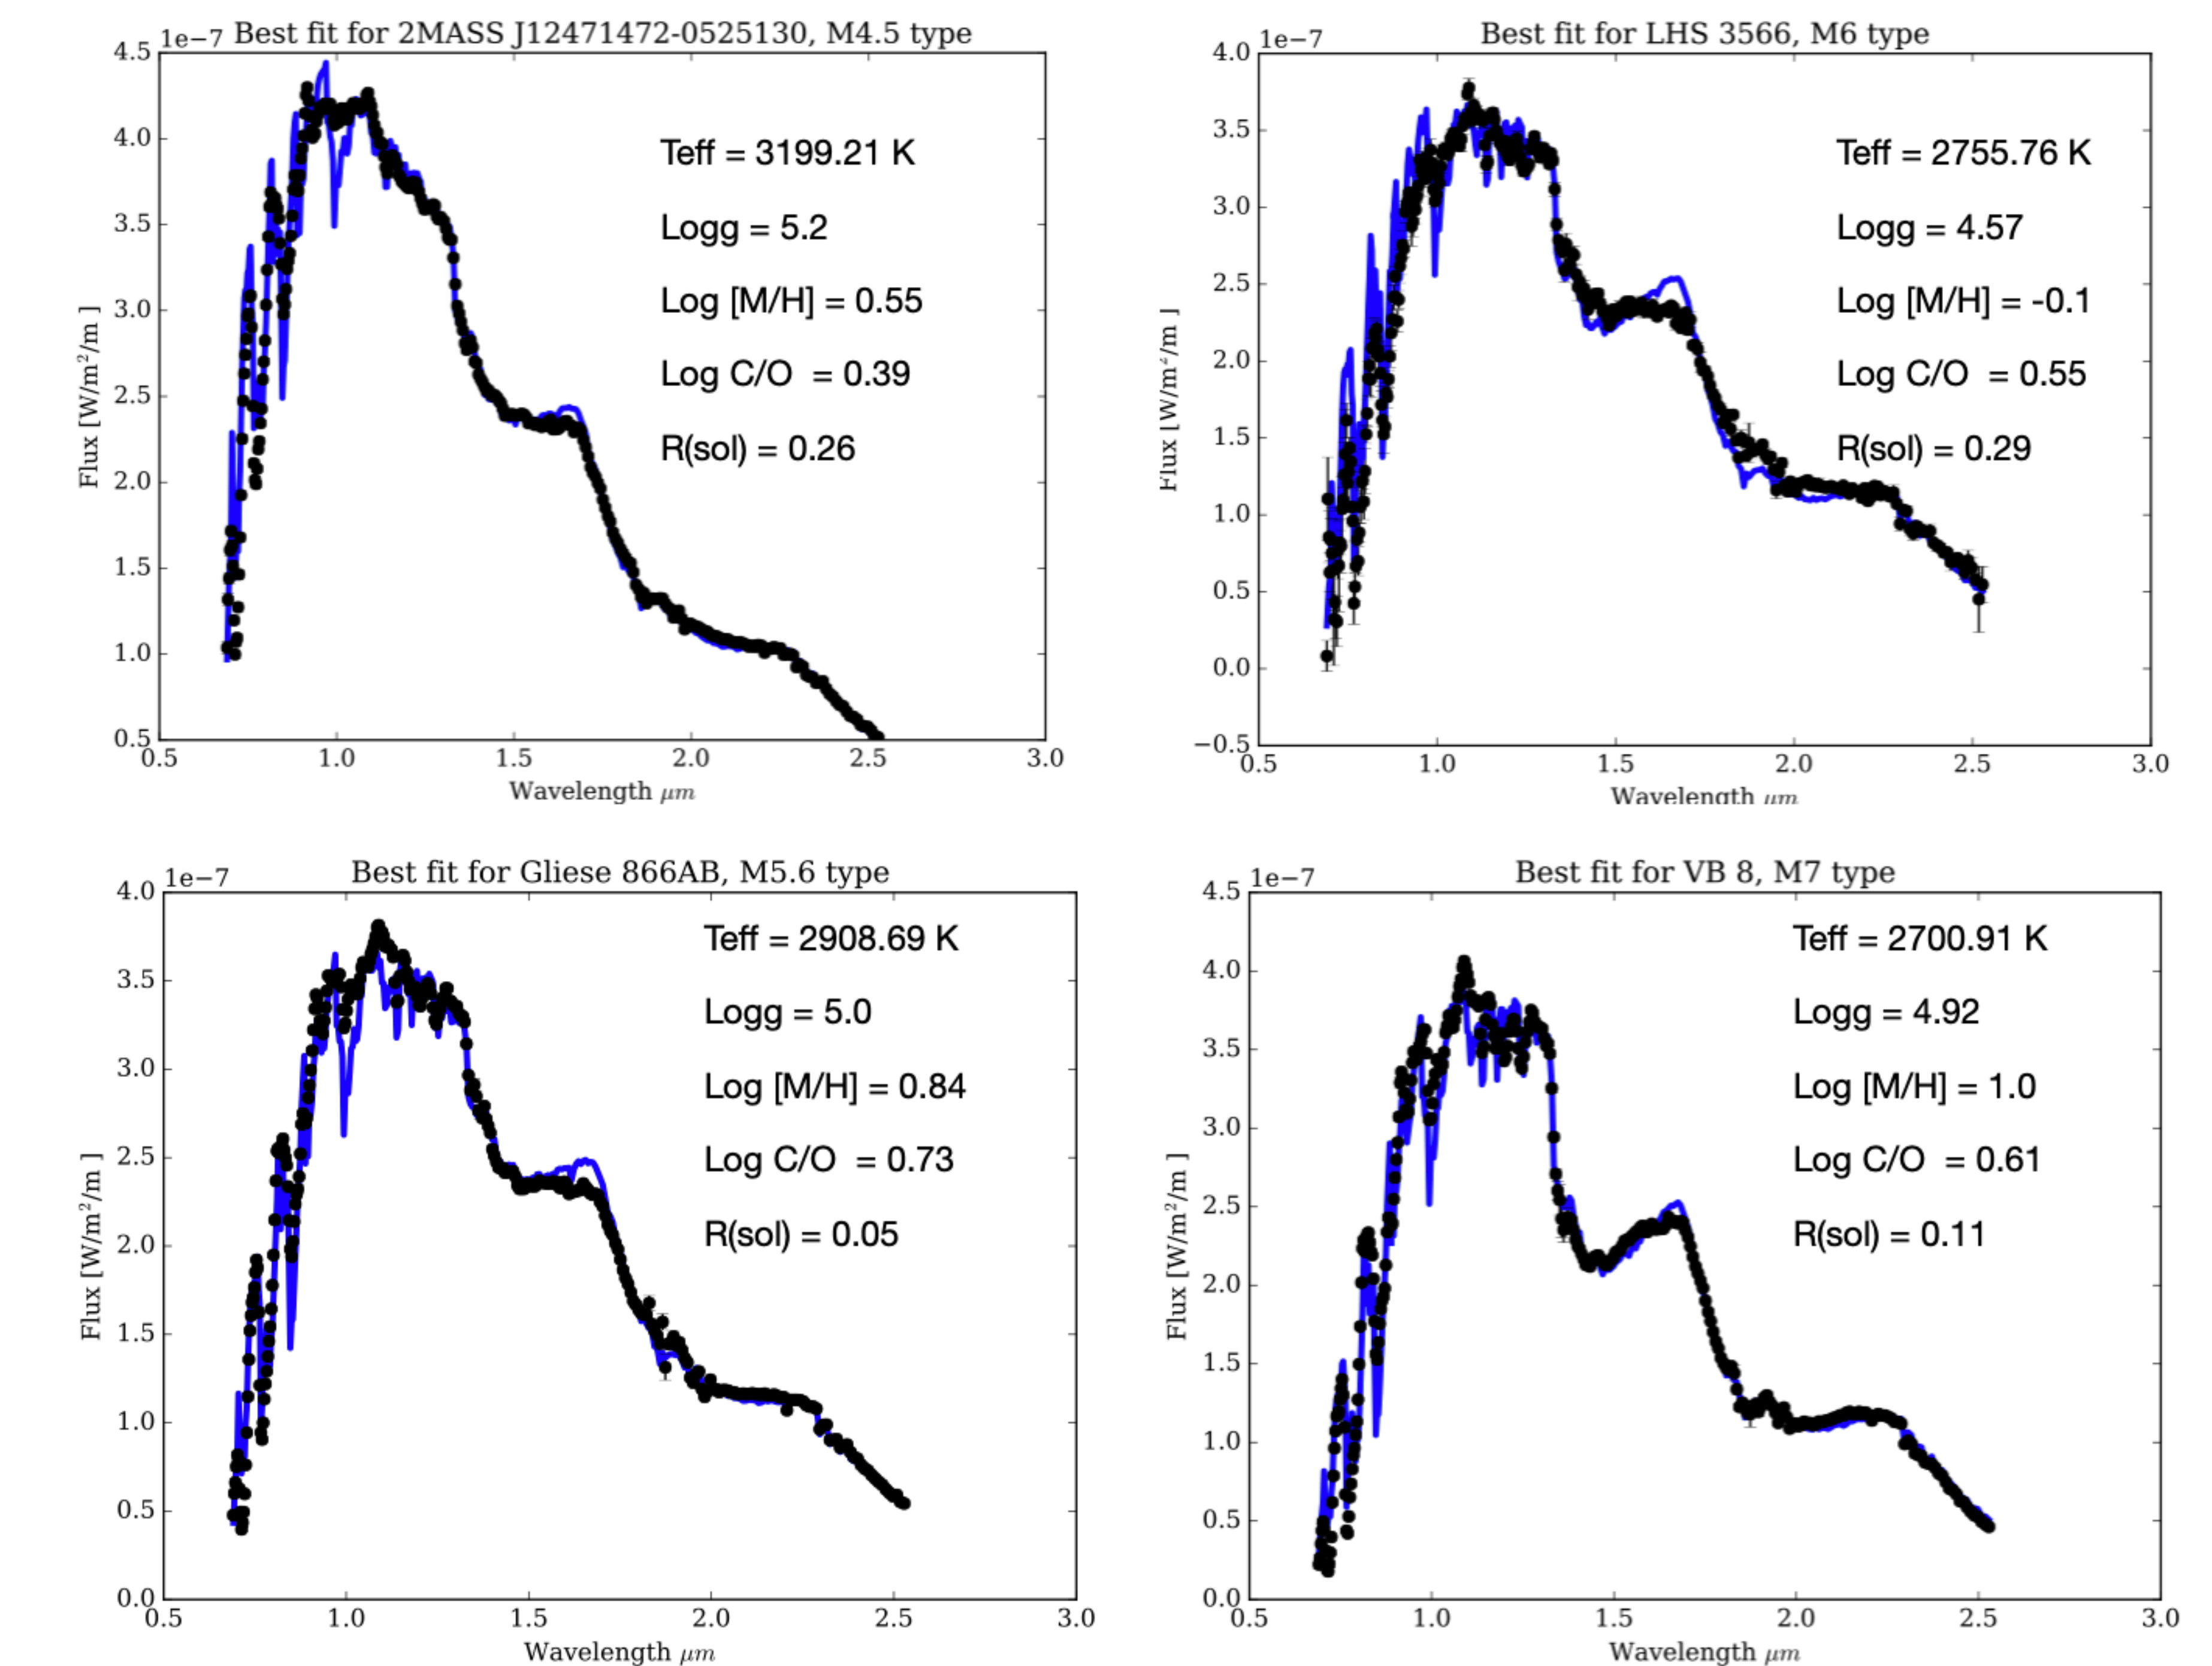 Best fit for 2MASS J12471472-0525130, M4.5 type
1e-7
4.5
4.0
3.5
3.0
2.5
2.0
1.5
1.0
0.5
Flux [W/m²/m ]
Teff = 3199.21 K
Logg = 5.2
Log [M/H] = 0.55
Log C/O = 0.39
R(sol) = 0.26
0.5 1.0 1.5 2.0 2.5 3.0
Wavelength μm
Best fit for LHS 3566, M6 type
1e-7
4.0
3.5
3.0
2.5
2.0
1.5
1.0
0.5
0.0
−0.5
Flux [W/m²/m ]
Teff = 2755.76 K
Logg = 4.57
Log [M/H] = -0.1
Log C/O = 0.55
R(sol) = 0.29
0.5 1.0 1.5 2.0 2.5 3.0
Wavelength μm
Best fit for Gliese 866AB, M5.6 type
1e-7
4.0
3.5
3.0
2.5
2.0
1.5
1.0
0.5
0.0
Flux [W/m²/m ]
Teff = 2908.69 K
Logg = 5.0
Log [M/H] = 0.84
Log C/O = 0.73
R(sol) = 0.05
0.5 1.0 1.5 2.0 2.5 3.0
Wavelength μm
Best fit for VB 8, M7 type
1e-7
4.5
4.0
3.5
3.0
2.5
2.0
1.5
1.0
0.5
0.0
Flux [W/m²/m ]
Teff = 2700.91 K
Logg = 4.92
Log [M/H] = 1.0
Log C/O = 0.61
R(sol) = 0.11
0.5 1.0 1.5 2.0 2.5 3.0
Wavelength μm